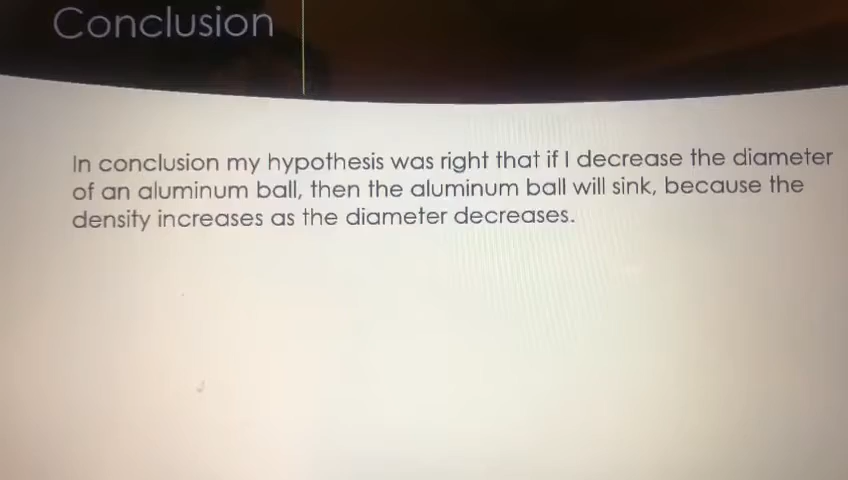 Conclusion
In conclusion my hypothesis was right that if I decrease the diameter
of an aluminum ball, then the aluminum ball will sink, because the
density increases as the diameter decreases.